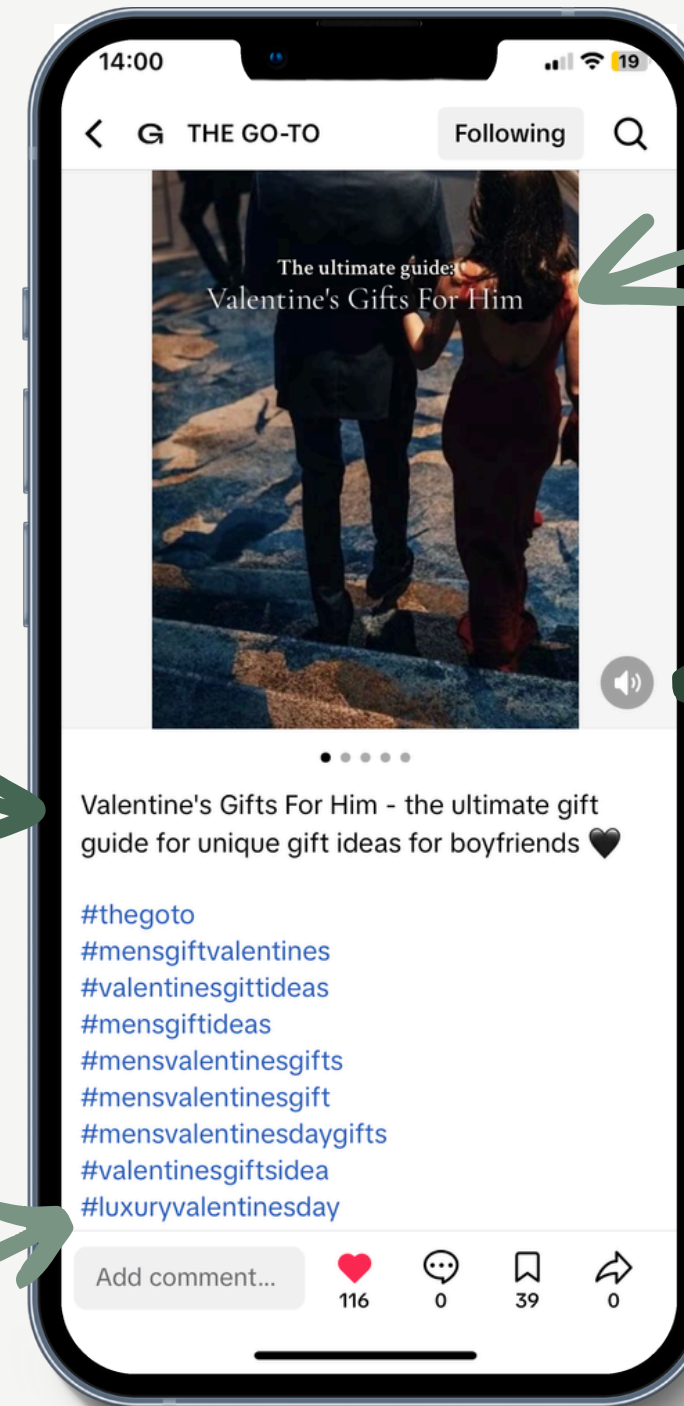 14:00
19
G THE GO-TO
Following
The ultimate guide:
Valentine's Gifts For Him
Valentine's Gifts For Him - the ultimate gift
guide for unique gift ideas for boyfriends 🖤
#thegoto
#mensgiftvalentines
#valentinesgittideas
#mensgiftideas
#mensvalentinesgifts
#mensvalentinesgift
#mensvalentinesdaygifts
#valentinesgiftsidea
#luxuryvalentinesday
Add comment...
116
0
39
0